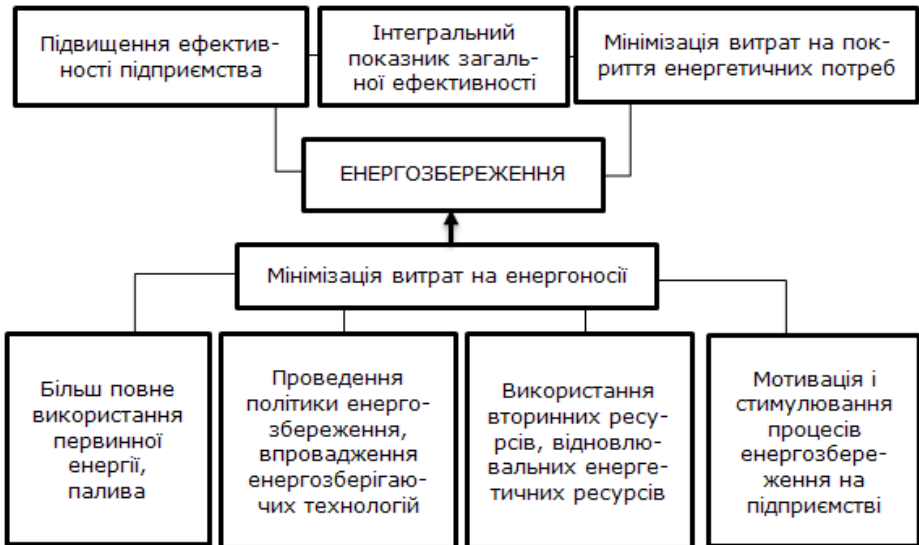 Підвищення ефектив-
ності підприємства
Інтегральний
показник загаль-
ної ефективності
Мінімізація витрат на пок-
риття енергетичних потреб
ЕНЕРГОЗБЕРЕЖЕННЯ
Мінімізація витрат на енергоносії
Більш повне
використання
первинної
енергії,
палива
Проведення
політики енерго-
збереження,
впровадження
енергозберігаю-
чих технологій
Використання
вторинних ресу-
рсів, відновлю-
вальних енерге-
тичних ресурсів
Мотивація і
стимулювання
процесів
енергозбере-
ження на
підприємстві